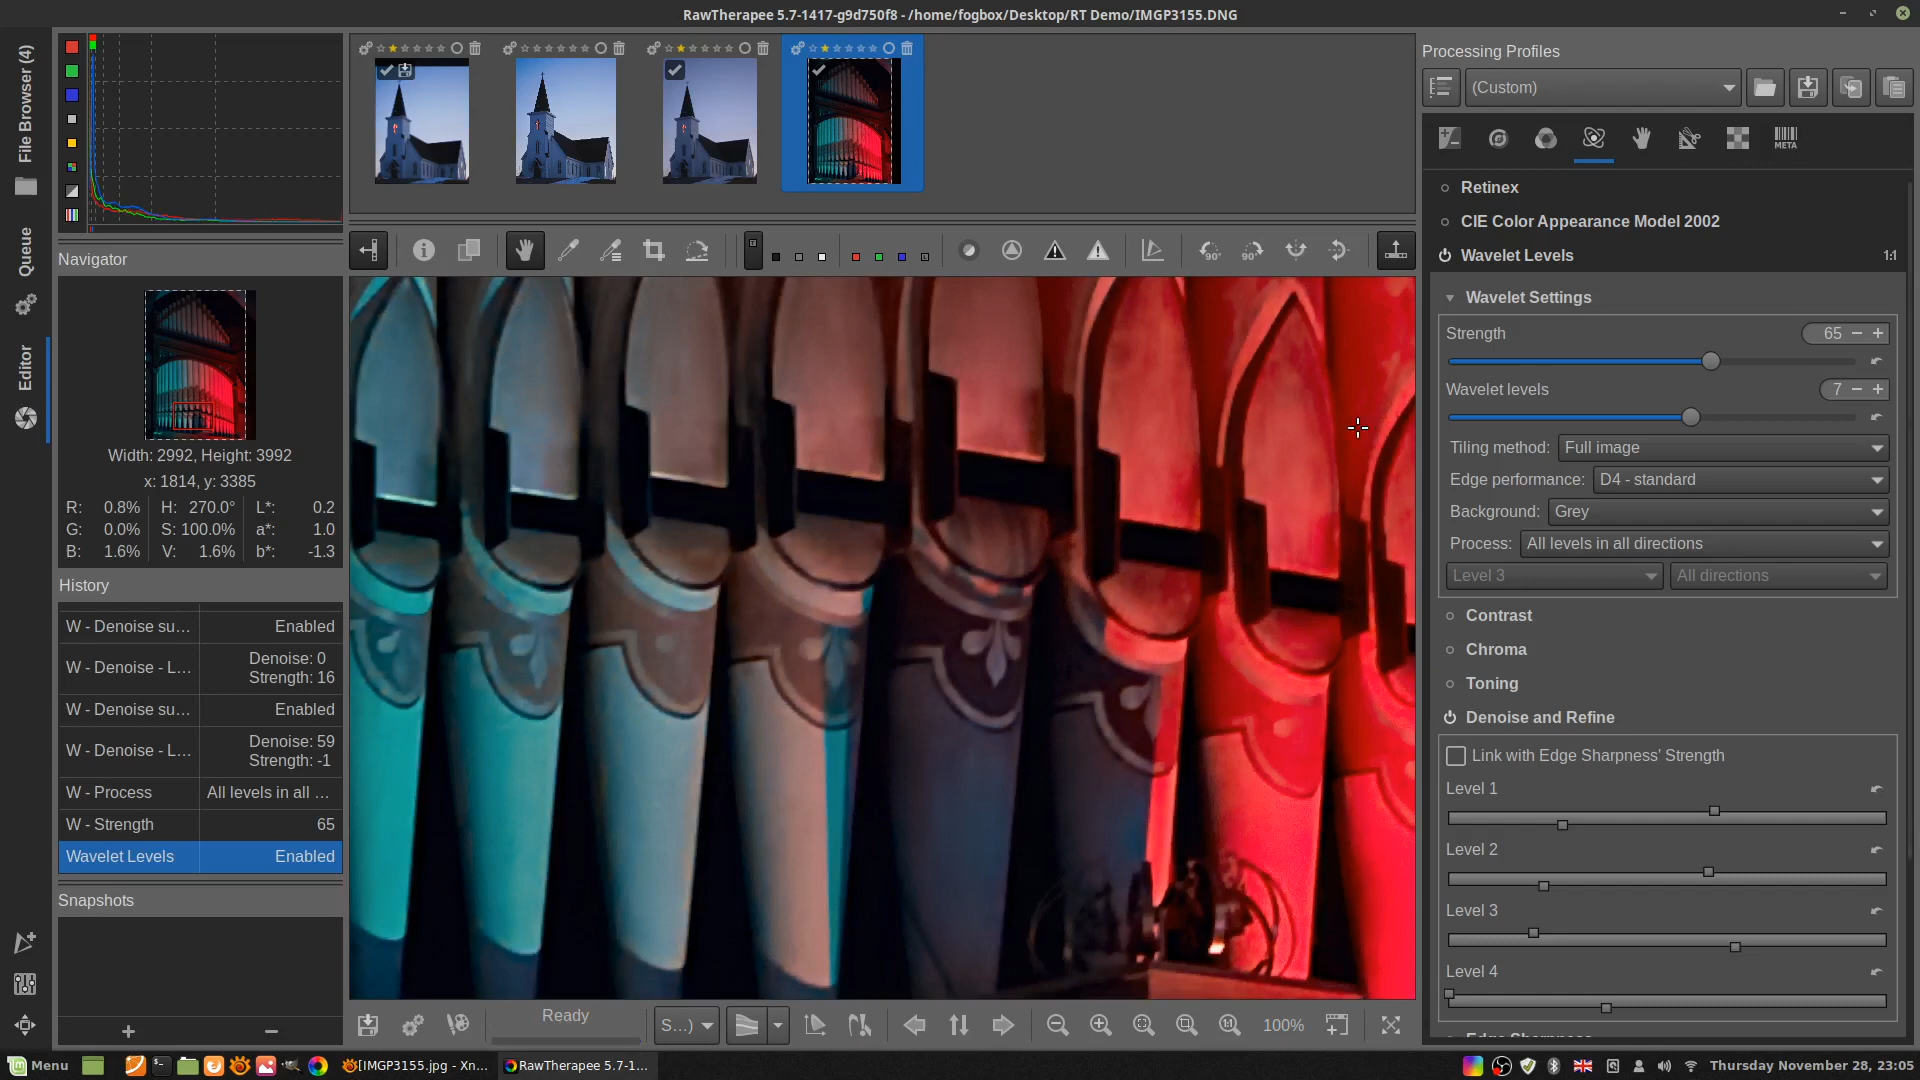 RawTherapee 5.7-1417-g9d750f8 - /home/fogbox/Desktop/RT Demo/IMGP3155.DNG
File Browser (4)
Queue
Editor
Navigator
Width: 2992, Height: 3992
x: 1814, y: 3385
R: 0.8% H: 270.0° L*: 0.2
G: 0.0% S: 100.0% a*: 1.0
B: 1.6% V: 1.6% b*: -1.3
History
W - Denoise su... Enabled
W - Denoise - L... Denoise: 0
Strength: 16
W - Denoise su... Enabled
W - Denoise - L... Denoise: 59
Strength: -1
W - Process All levels in all ...
W - Strength 65
Wavelet Levels Enabled
Snapshots
90° 90°
Ready
S...)
1:1
100%
Processing Profiles
(Custom)
META
Retinex
CIE Color Appearance Model 2002
Wavelet Levels 1:1
Wavelet Settings
Strength 65
Wavelet levels 7
Tiling method: Full image
Edge performance: D4 - standard
Background: Grey
Process: All levels in all directions
Level 3 All directions
Contrast
Chroma
Toning
Denoise and Refine
Link with Edge Sharpness' Strength
Level 1
Level 2
Level 3
Level 4
Edge Sharpness
Menu
[IMGP3155.jpg - Xn...
RawTherapee 5.7-1...
Thursday November 28, 23:05